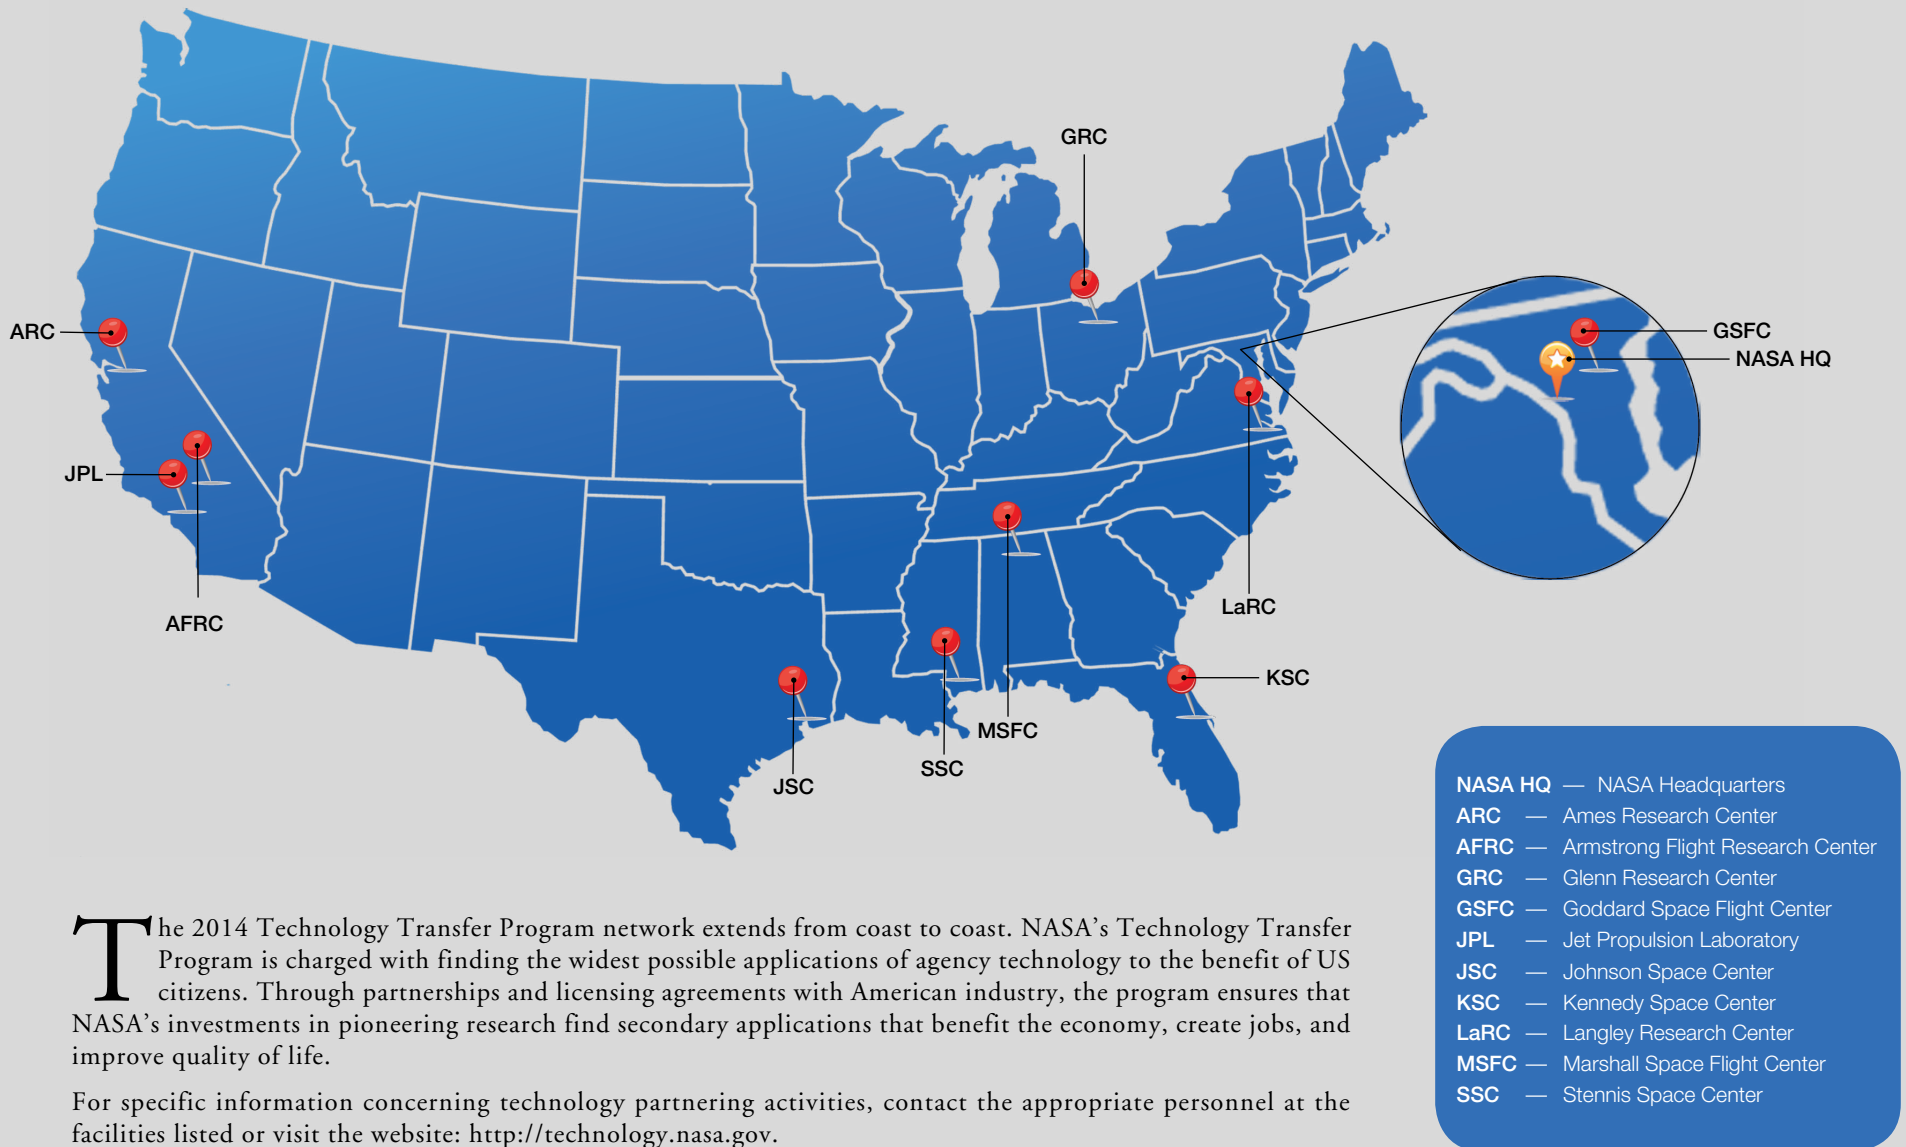 GRC
ARC
GSFC
NASA HQ
JPL
AFRC
LaRC
KSC
MSFC
SSC
JSC
NASA HQ — NASA Headquarters
ARC — Ames Research Center
AFRC — Armstrong Flight Research Center
GRC — Glenn Research Center
GSFC — Goddard Space Flight Center
JPL — Jet Propulsion Laboratory
JSC — Johnson Space Center
KSC — Kennedy Space Center
LaRC — Langley Research Center
MSFC — Marshall Space Flight Center
SSC — Stennis Space Center
The 2014 Technology Transfer Program network extends from coast to coast. NASA's Technology Transfer
Program is charged with finding the widest possible applications of agency technology to the benefit of US
citizens. Through partnerships and licensing agreements with American industry, the program ensures that
NASA's investments in pioneering research find secondary applications that benefit the economy, create jobs, and
improve quality of life.
For specific information concerning technology partnering activities, contact the appropriate personnel at the
facilities listed or visit the website: http://technology.nasa.gov.